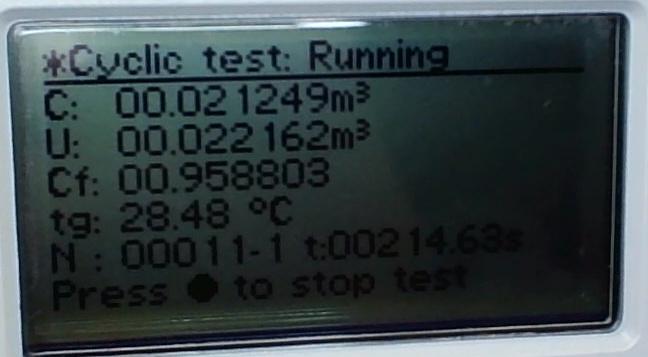 *Cyclic test: Running
C: 00.021249m³
U: 00.022162m³
Cf: 00.958803
tg: 28.48 °C
N : 00011-1 t:00214.63s
Press ● to stop test